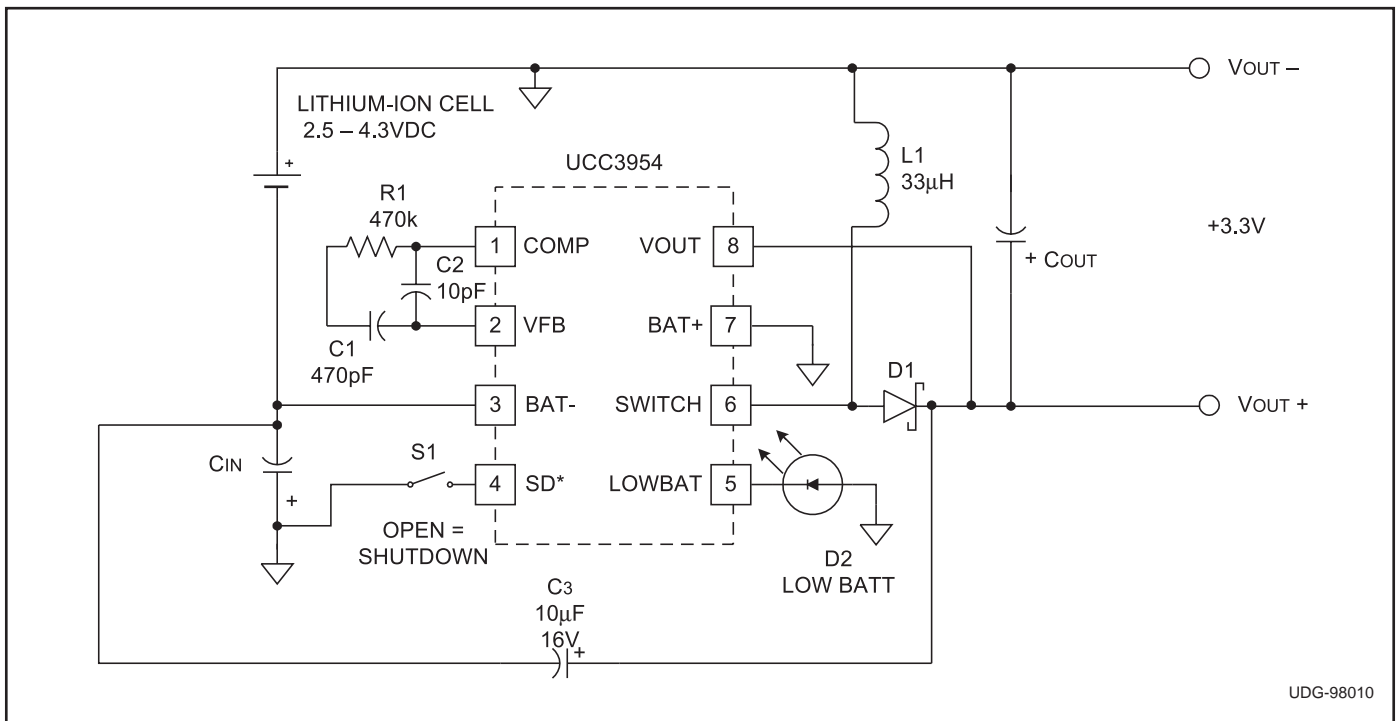 VOUT –
LITHIUM-ION CELL
2.5 – 4.3VDC
+
UCC3954
L1
33µH
R1
470k
1 COMP
VOUT 8
+3.3V
C2
10pF
+ COUT
2 VFB
BAT+ 7
C1
470pF
D1
3 BAT-
SWITCH 6
VOUT +
CIN
+
S1
4 SD*
LOWBAT 5
OPEN =
SHUTDOWN
D2
LOW BATT
C3
10µF
16V
+
UDG-98010